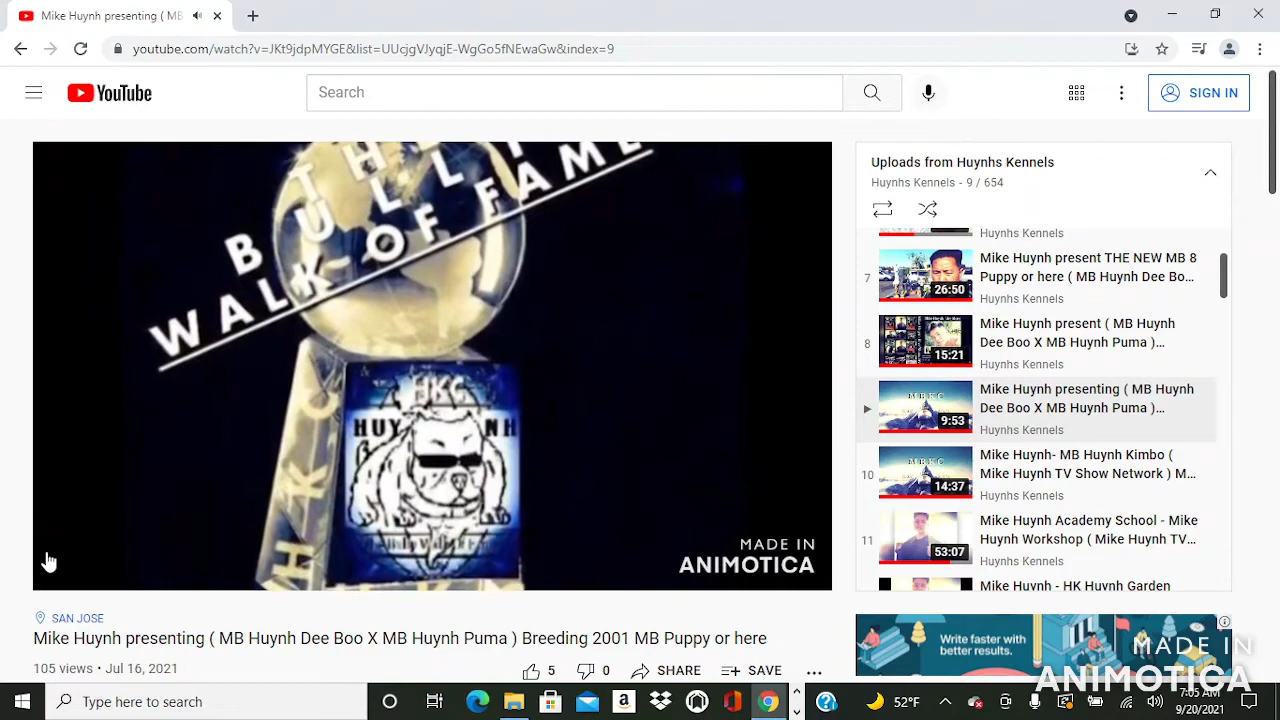 Mike Huynh presenting ( MB
youtube.com/watch?v=JKt9jdpMYGE&list=UUcjgVJyqjE-WgGo5fNEwaGw&index=9
YouTube
Search
SIGN IN
THE
BULLY
WALK OF FAME
HKC
HUYNH
HKC
MADE IN
ANIMOTICA
Uploads from Huynhs Kennels
Huynhs Kennels - 9 / 654
Huynhs Kennels
7
26:50
Mike Huynh present THE NEW MB 8
Puppy or here ( MB Huynh Dee Bo...
Huynhs Kennels
8
15:21
Mike Huynh present ( MB Huynh
Dee Boo X MB Huynh Puma )...
Huynhs Kennels
MBKC
9:53
Mike Huynh presenting ( MB Huynh
Dee Boo X MB Huynh Puma )...
Huynhs Kennels
10
MBKC
14:37
Mike Huynh- MB Huynh Kimbo (
Mike Huynh TV Show Network ) M...
Huynhs Kennels
11
53:07
Mike Huynh Academy School - Mike
Huynh Workshop ( Mike Huynh TV...
Huynhs Kennels
Mike Huynh - HK Huynh Garden
SAN JOSE
Mike Huynh presenting ( MB Huynh Dee Boo X MB Huynh Puma ) Breeding 2001 MB Puppy or here
105 views • Jul 16, 2021
5
0
SHARE
SAVE
Write faster with
better results.
MADE IN
ANIMOTICA
Type here to search
52°F
7:05 AM
9/20/2021